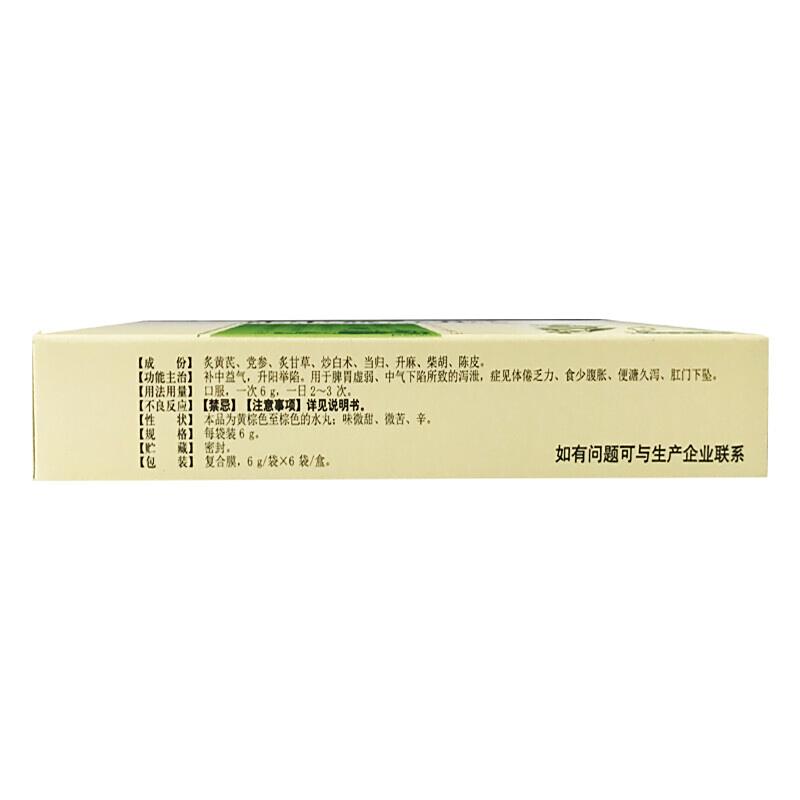 【成　份】 炙黄芪、党参、炙甘草、炒白术、当归、升麻、柴胡、陈皮。
【功能主治】 补中益气，升阳举陷。用于脾胃虚弱、中气下陷所致的泻泄，症见体倦乏力、食少腹胀、便溏久泻、肛门下坠。
【用法用量】 口服，一次6g，一日2～3次。
【不良反应】【禁忌】【注意事项】详见说明书。
【性　状】 本品为黄棕色至棕色的水丸；味微甜、微苦、辛。
【规　格】 每袋装6g。
【贮　藏】 密封。
【包　装】 复合膜，6g/袋×6袋/盒。
如有问题可与生产企业联系